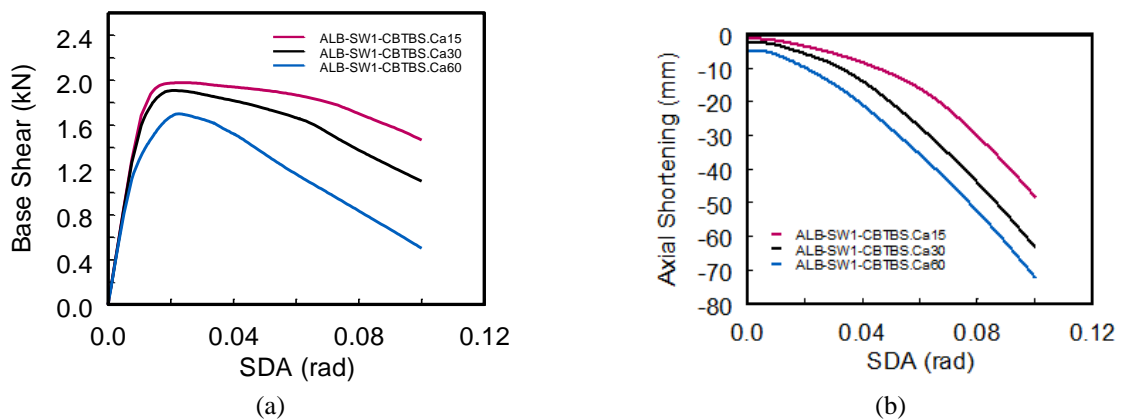 2.4
2.0
1.6
1.2
0.8
0.4
0.0
Base Shear (kN)
ALB-SW1-CBTBS.Ca15
ALB-SW1-CBTBS.Ca30
ALB-SW1-CBTBS.Ca60
0.0 0.04 0.08 0.12
SDA (rad)
(a)
0
-10
-20
-30
-40
-50
-60
-70
-80
Axial Shortening (mm)
ALB-SW1-CBTBS.Ca15
ALB-SW1-CBTBS.Ca30
ALB-SW1-CBTBS.Ca60
0.0 0.04 0.08 0.12
SDA (rad)
(b)